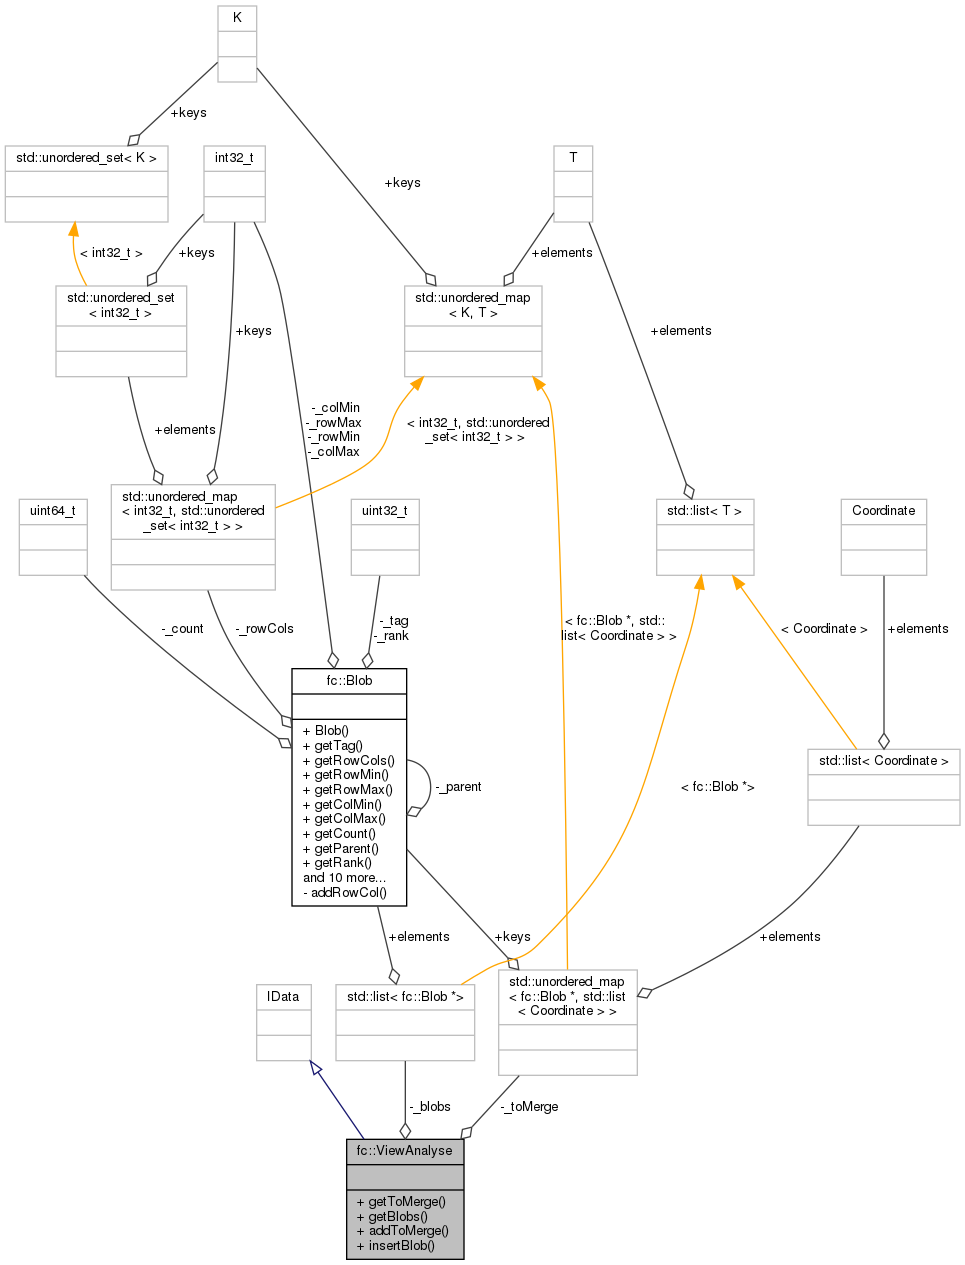 K
+keys
std::unordered_set< K >
int32_t
T
+keys
< int32_t >
+keys
+elements
std::unordered_set
< int32_t >
std::unordered_map
< K, T >
+keys
+elements
-_colMin
-_rowMax
-_rowMin
-_colMax
+elements
< int32_t, std::unordered
_set< int32_t > >
std::unordered_map
< int32_t, std::unordered
_set< int32_t > >
uint64_t
uint32_t
std::list< T >
Coordinate
-_count
-_rowCols
-_tag
-_rank
< fc::Blob *, std::
list< Coordinate > >
< Coordinate >
+elements
fc::Blob
+ Blob()
+ getTag()
+ getRowCols()
+ getRowMin()
+ getRowMax()
+ getColMin()
+ getColMax()
+ getCount()
+ getParent()
+ getRank()
and 10 more...
- addRowCol()
-_parent
< fc::Blob *>
std::list< Coordinate >
+elements
+keys
+elements
IData
std::list< fc::Blob *>
std::unordered_map
< fc::Blob *, std::list
< Coordinate > >
-_blobs
-_toMerge
fc::ViewAnalyse
+ getToMerge()
+ getBlobs()
+ addToMerge()
+ insertBlob()